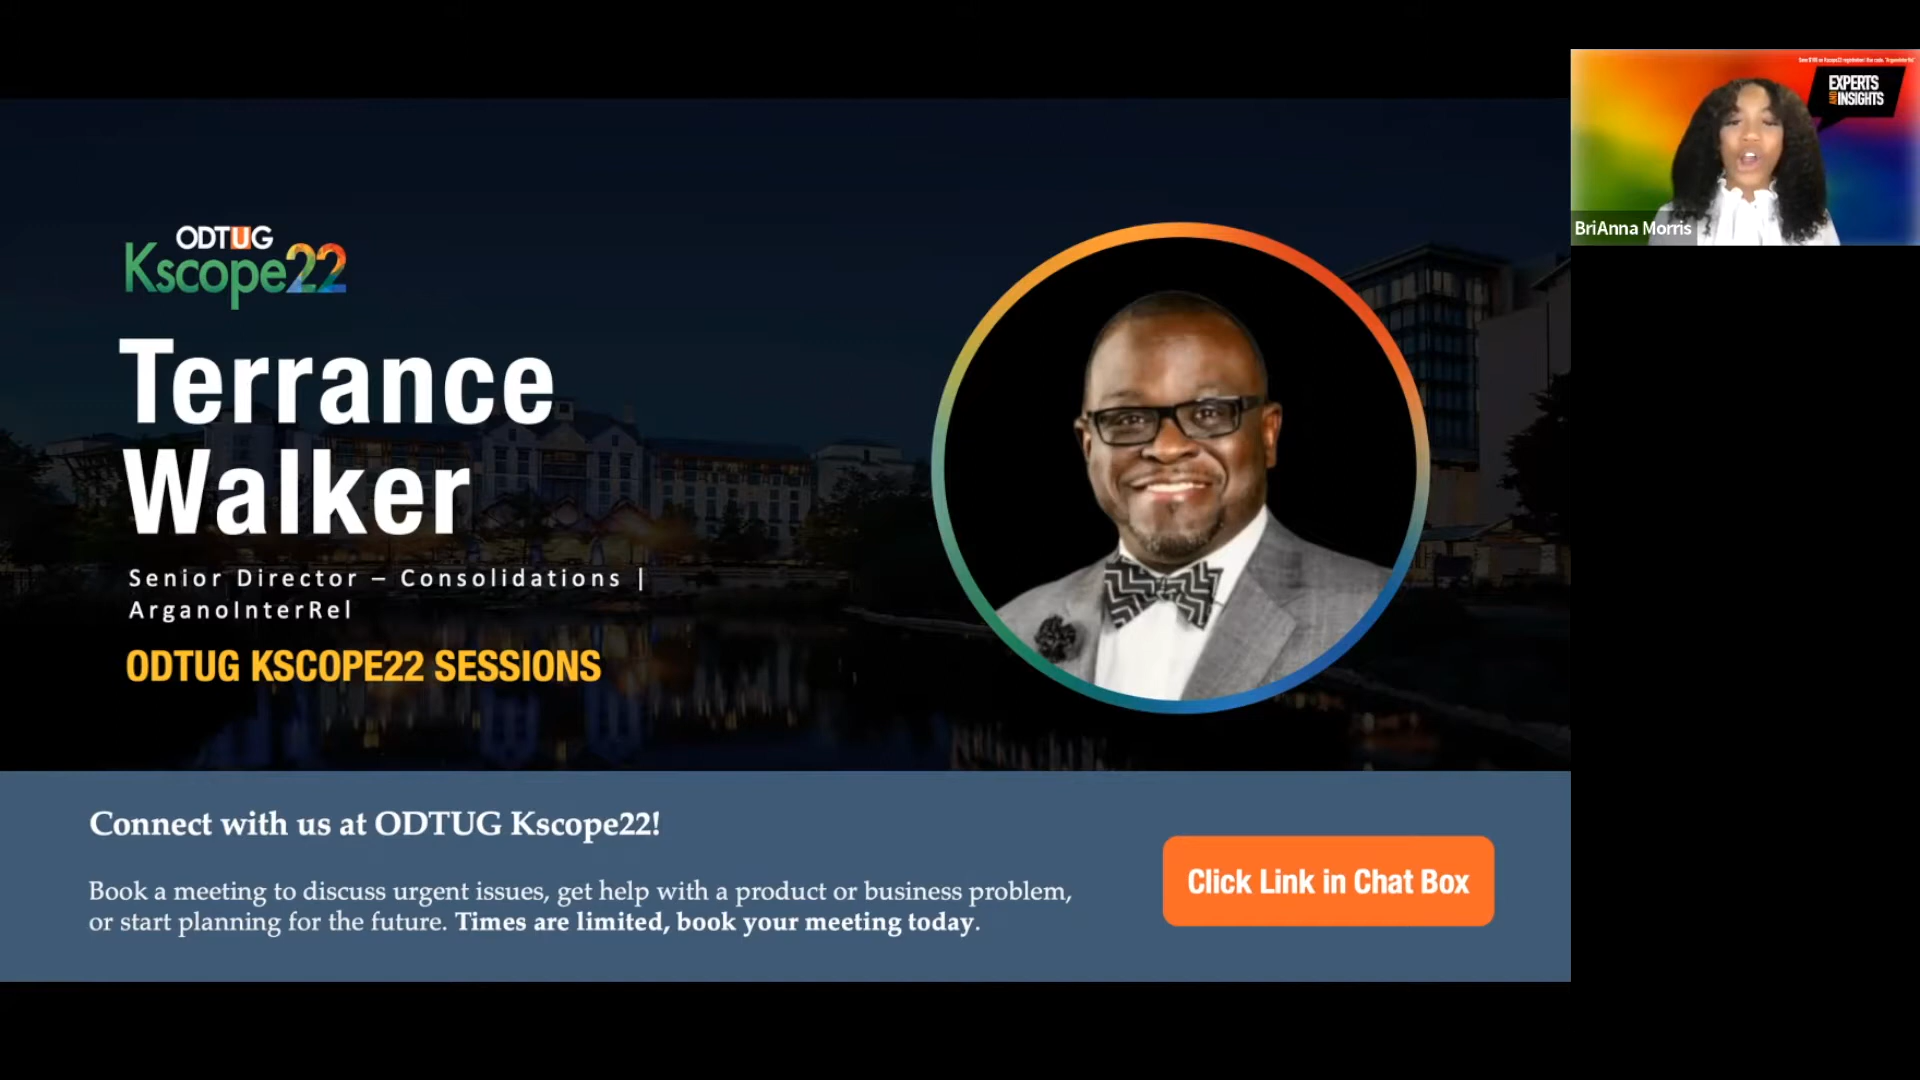 ODTUG
Kscope22
Terrance
Walker
Senior Director – Consolidations |
ArganoInterRel
ODTUG KSCOPE22 SESSIONS
Connect with us at ODTUG Kscope22!
Book a meeting to discuss urgent issues, get help with a product or business problem,
or start planning for the future. Times are limited, book your meeting today.
Click Link in Chat Box
EXPERTS
AND INSIGHTS
BriAnna Morris